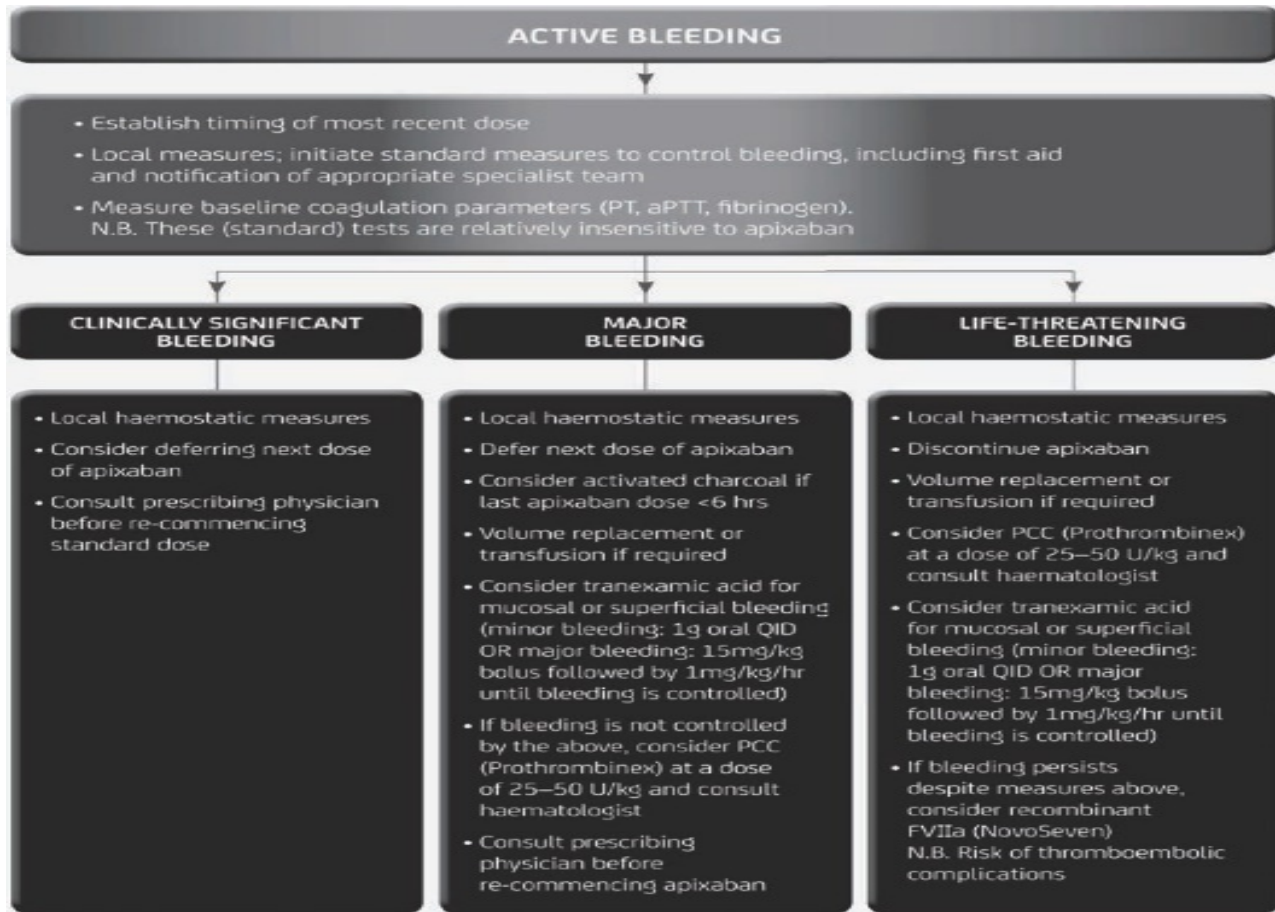 ACTIVE BLEEDING
• Establish timing of most recent dose
• Local measures; initiate standard measures to control bleeding, including first aid
and notification of appropriate specialist team
• Measure baseline coagulation parameters (PT, aPTT, fibrinogen).
N.B. These (standard) tests are relatively insensitive to apixaban
CLINICALLY SIGNIFICANT
BLEEDING
• Local haemostatic measures
• Consider deferring next dose
of apixaban
• Consult prescribing physician
before re-commencing
standard dose
MAJOR
BLEEDING
• Local haemostatic measures
• Defer next dose of apixaban
• Consider activated charcoal if
last apixaban dose <6 hrs
• Volume replacement or
transfusion if required
• Consider tranexamic acid for
mucosal or superficial bleeding
(minor bleeding: 1g oral QID
OR major bleeding: 15mg/kg
bolus followed by 1mg/kg/hr
until bleeding is controlled)
• If bleeding is not controlled
by the above, consider PCC
(Prothrombinex) at a dose
of 25–50 U/kg and consult
haematologist
• Consult prescribing
physician before
re-commencing apixaban
LIFE-THREATENING
BLEEDING
• Local haemostatic measures
• Discontinue apixaban
• Volume replacement or
transfusion if required
• Consider PCC (Prothrombinex)
at a dose of 25–50 U/kg and
consult haematologist
• Consider tranexamic acid
for mucosal or superficial
bleeding (minor bleeding:
1g oral QID OR major
bleeding: 15mg/kg bolus
followed by 1mg/kg/hr until
bleeding is controlled)
• If bleeding persists
despite measures above,
consider recombinant
FVIIa (NovoSeven)
N.B. Risk of thromboembolic
complications